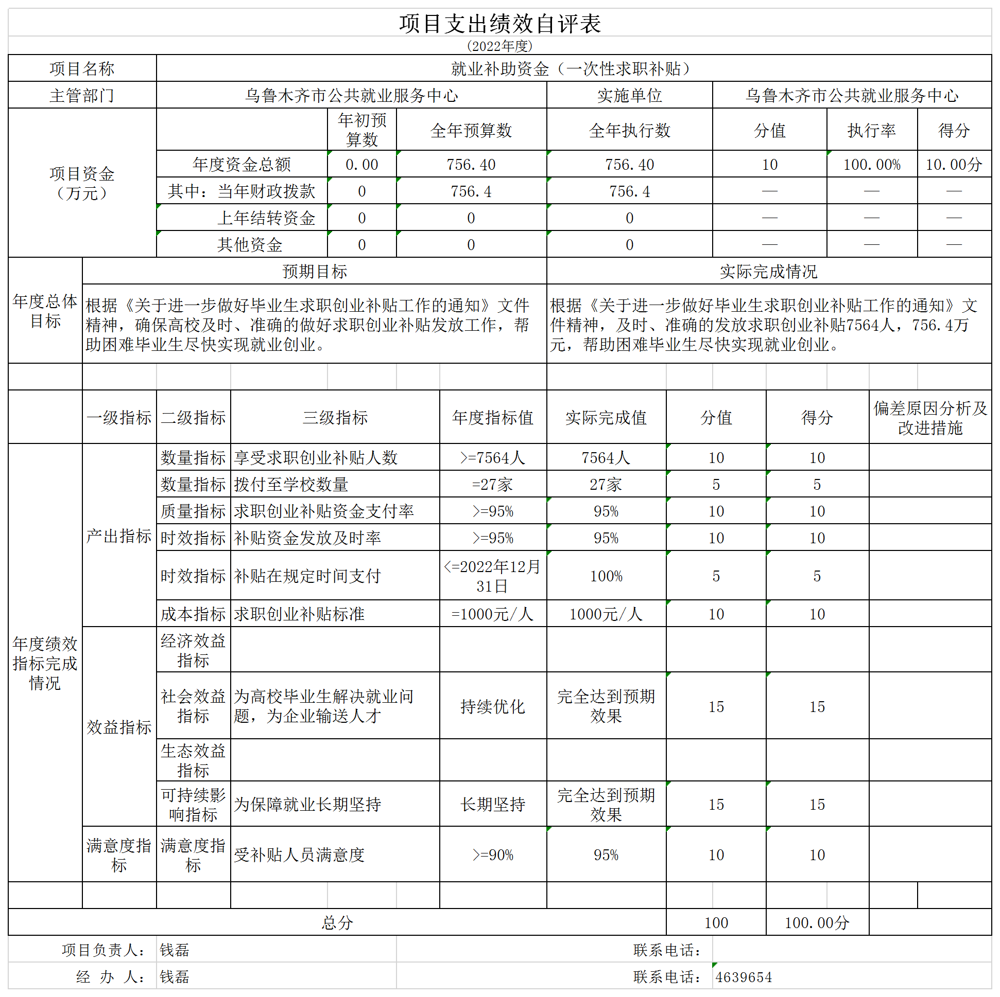 项目支出绩效自评表
(2022年度)
项目名称 就业补助资金（一次性求职补贴）
主管部门 乌鲁木齐市公共就业服务中心 实施单位 乌鲁木齐市公共就业服务中心
项目资金
（万元）
年初预
算数
全年预算数 全年执行数 分值 执行率 得分
年度资金总额 0.00 756.40 756.40 10 100.00% 10.00分
其中：当年财政拨款 0 756.4 756.4 — — —
上年结转资金 0 0 0 — — —
其他资金 0 0 0 — — —
年度总体
目标
预期目标 实际完成情况
根据《关于进一步做好毕业生求职创业补贴工作的通知》文件
精神，确保高校及时、准确的做好求职创业补贴发放工作，帮
助困难毕业生尽快实现就业创业。
根据《关于进一步做好毕业生求职创业补贴工作的通知》文
件精神，及时、准确的发放求职创业补贴7564人，756.4万
元，帮助困难毕业生尽快实现就业创业。
一级指标 二级指标 三级指标 年度指标值 实际完成值 分值 得分
偏差原因分析及
改进措施
年度绩效
指标完成
情况
产出指标
数量指标 享受求职创业补贴人数 >=7564人 7564人 10 10
数量指标 拨付至学校数量 =27家 27家 5 5
质量指标 求职创业补贴资金支付率 >=95% 95% 10 10
时效指标 补贴资金发放及时率 >=95% 95% 10 10
时效指标 补贴在规定时间支付
<=2022年12月
31日
100% 5 5
成本指标 求职创业补贴标准 =1000元/人 1000元/人 10 10
效益指标
经济效益
指标
社会效益
指标
为高校毕业生解决就业问
题，为企业输送人才
持续优化
完全达到预期
效果
15 15
生态效益
指标
可持续影
响指标
为保障就业长期坚持 长期坚持
完全达到预期
效果
15 15
满意度指
标
满意度指
标
受补贴人员满意度 >=90% 95% 10 10
总分 100 100.00分
项目负责人： 钱磊 联系电话：
经 办 人： 钱磊 联系电话： 4639654